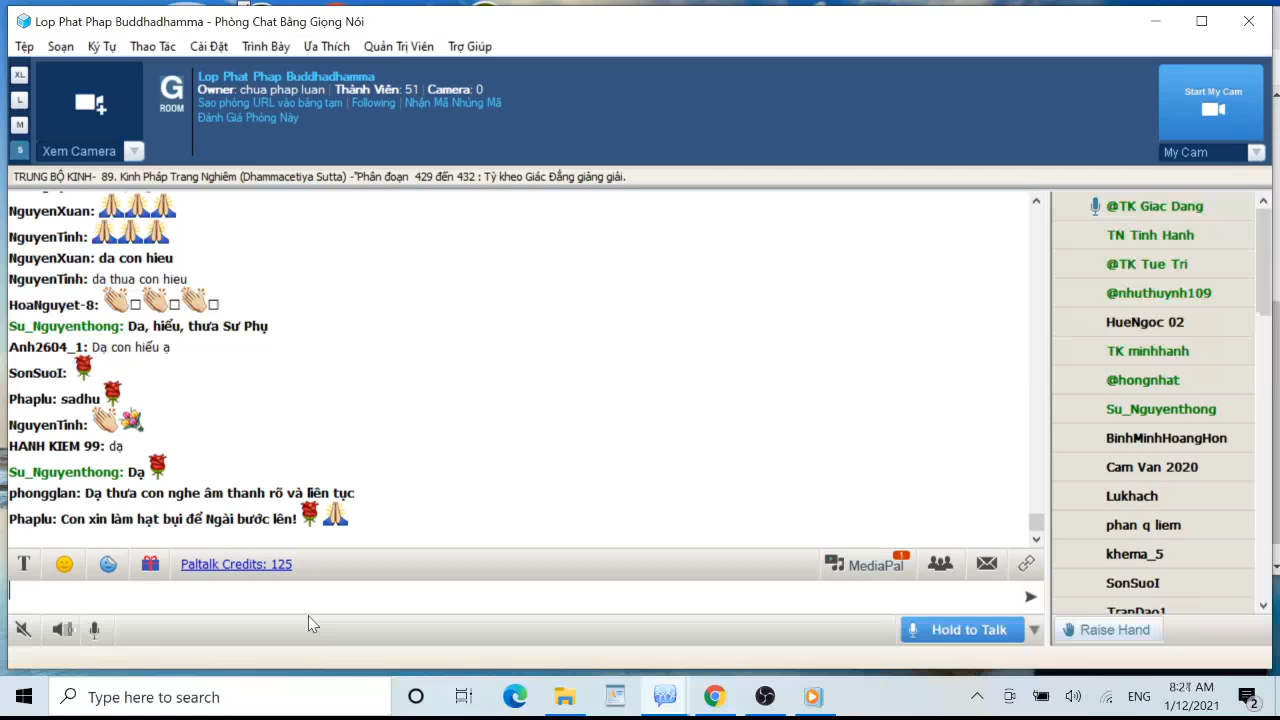 Lop Phat Phap Buddhadhamma - Phòng Chat Bằng Giọng Nói
Tệp Soạn Ký Tự Thao Tác Cài Đặt Trình Bày Ưa Thích Quản Trị Viên Trợ Giúp
XL
L
M
S
Xem Camera
G
ROOM
Lop Phat Phap Buddhadhamma
Owner: chua phap luan | Thành Viên: 51 | Camera: 0
Sao phòng URL vào bảng tạm | Following | Nhận Mã Nhúng Mã
Đánh Giá Phòng Này
Start My Cam
My Cam
TRUNG BỘ KINH- 89. Kinh Pháp Trang Nghiêm (Dhammacetiya Sutta) -"Phân đoạn 429 đến 432 : Tỳ kheo Giác Đẳng giảng giải.
NguyenXuan: 🙏🙏🙏
NguyenTinh: 🙏🙏🙏
NguyenXuan: da con hieu
NguyenTinh: da thua con hieu
HoaNguyet-8: 👏□👏□👏□
Su_Nguyenthong: Da, hiểu, thưa Sư Phụ
Anh2604_1: Dạ con hiểu ạ
SonSuoI: 🌹
Phaplu: sadhu 🌹
NguyenTinh: 👏💐
HANH KIEM 99: dạ
Su_Nguyenthong: Dạ 🌹
phongglan: Dạ thưa con nghe âm thanh rõ và liên tục
Phaplu: Con xin làm hạt bụi để Ngài bước lên! 🌹🙏
@TK Giac Dang
TN Tinh Hanh
@TK Tue Tri
@nhuthuynh109
HueNgoc 02
TK minhhanh
@hongnhat
Su_Nguyenthong
BinhMinhHoangHon
Cam Van 2020
Lukhach
phan q liem
khema_5
SonSuoI
TranDao1
T
Paltalk Credits: 125
MediaPal 1
Hold to Talk
Raise Hand
Type here to search
ENG
8:21 AM
1/12/2021
2